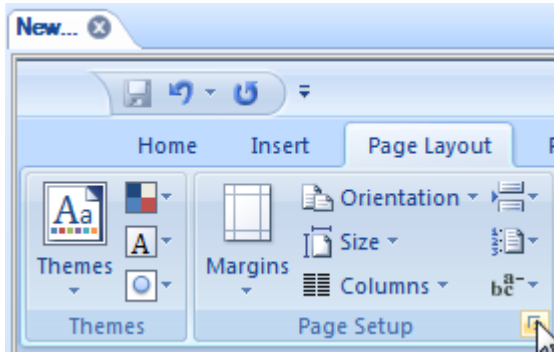 New...
Home Insert Page Layout
Aa
A
Themes
Margins
Orientation
Size
Columns
Themes
Page Setup